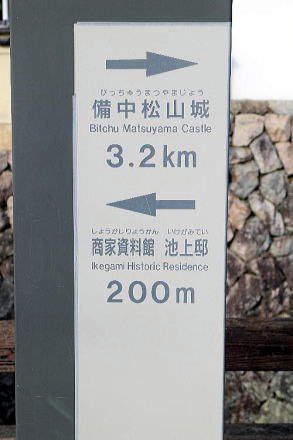 びっちゅうまつやまじょう
備中松山城
Bitchu Matsuyama Castle
3.2km
しょうかしりょうかん いけがみてい
商家資料館 池上邸
Ikegami Historic Residence
200m